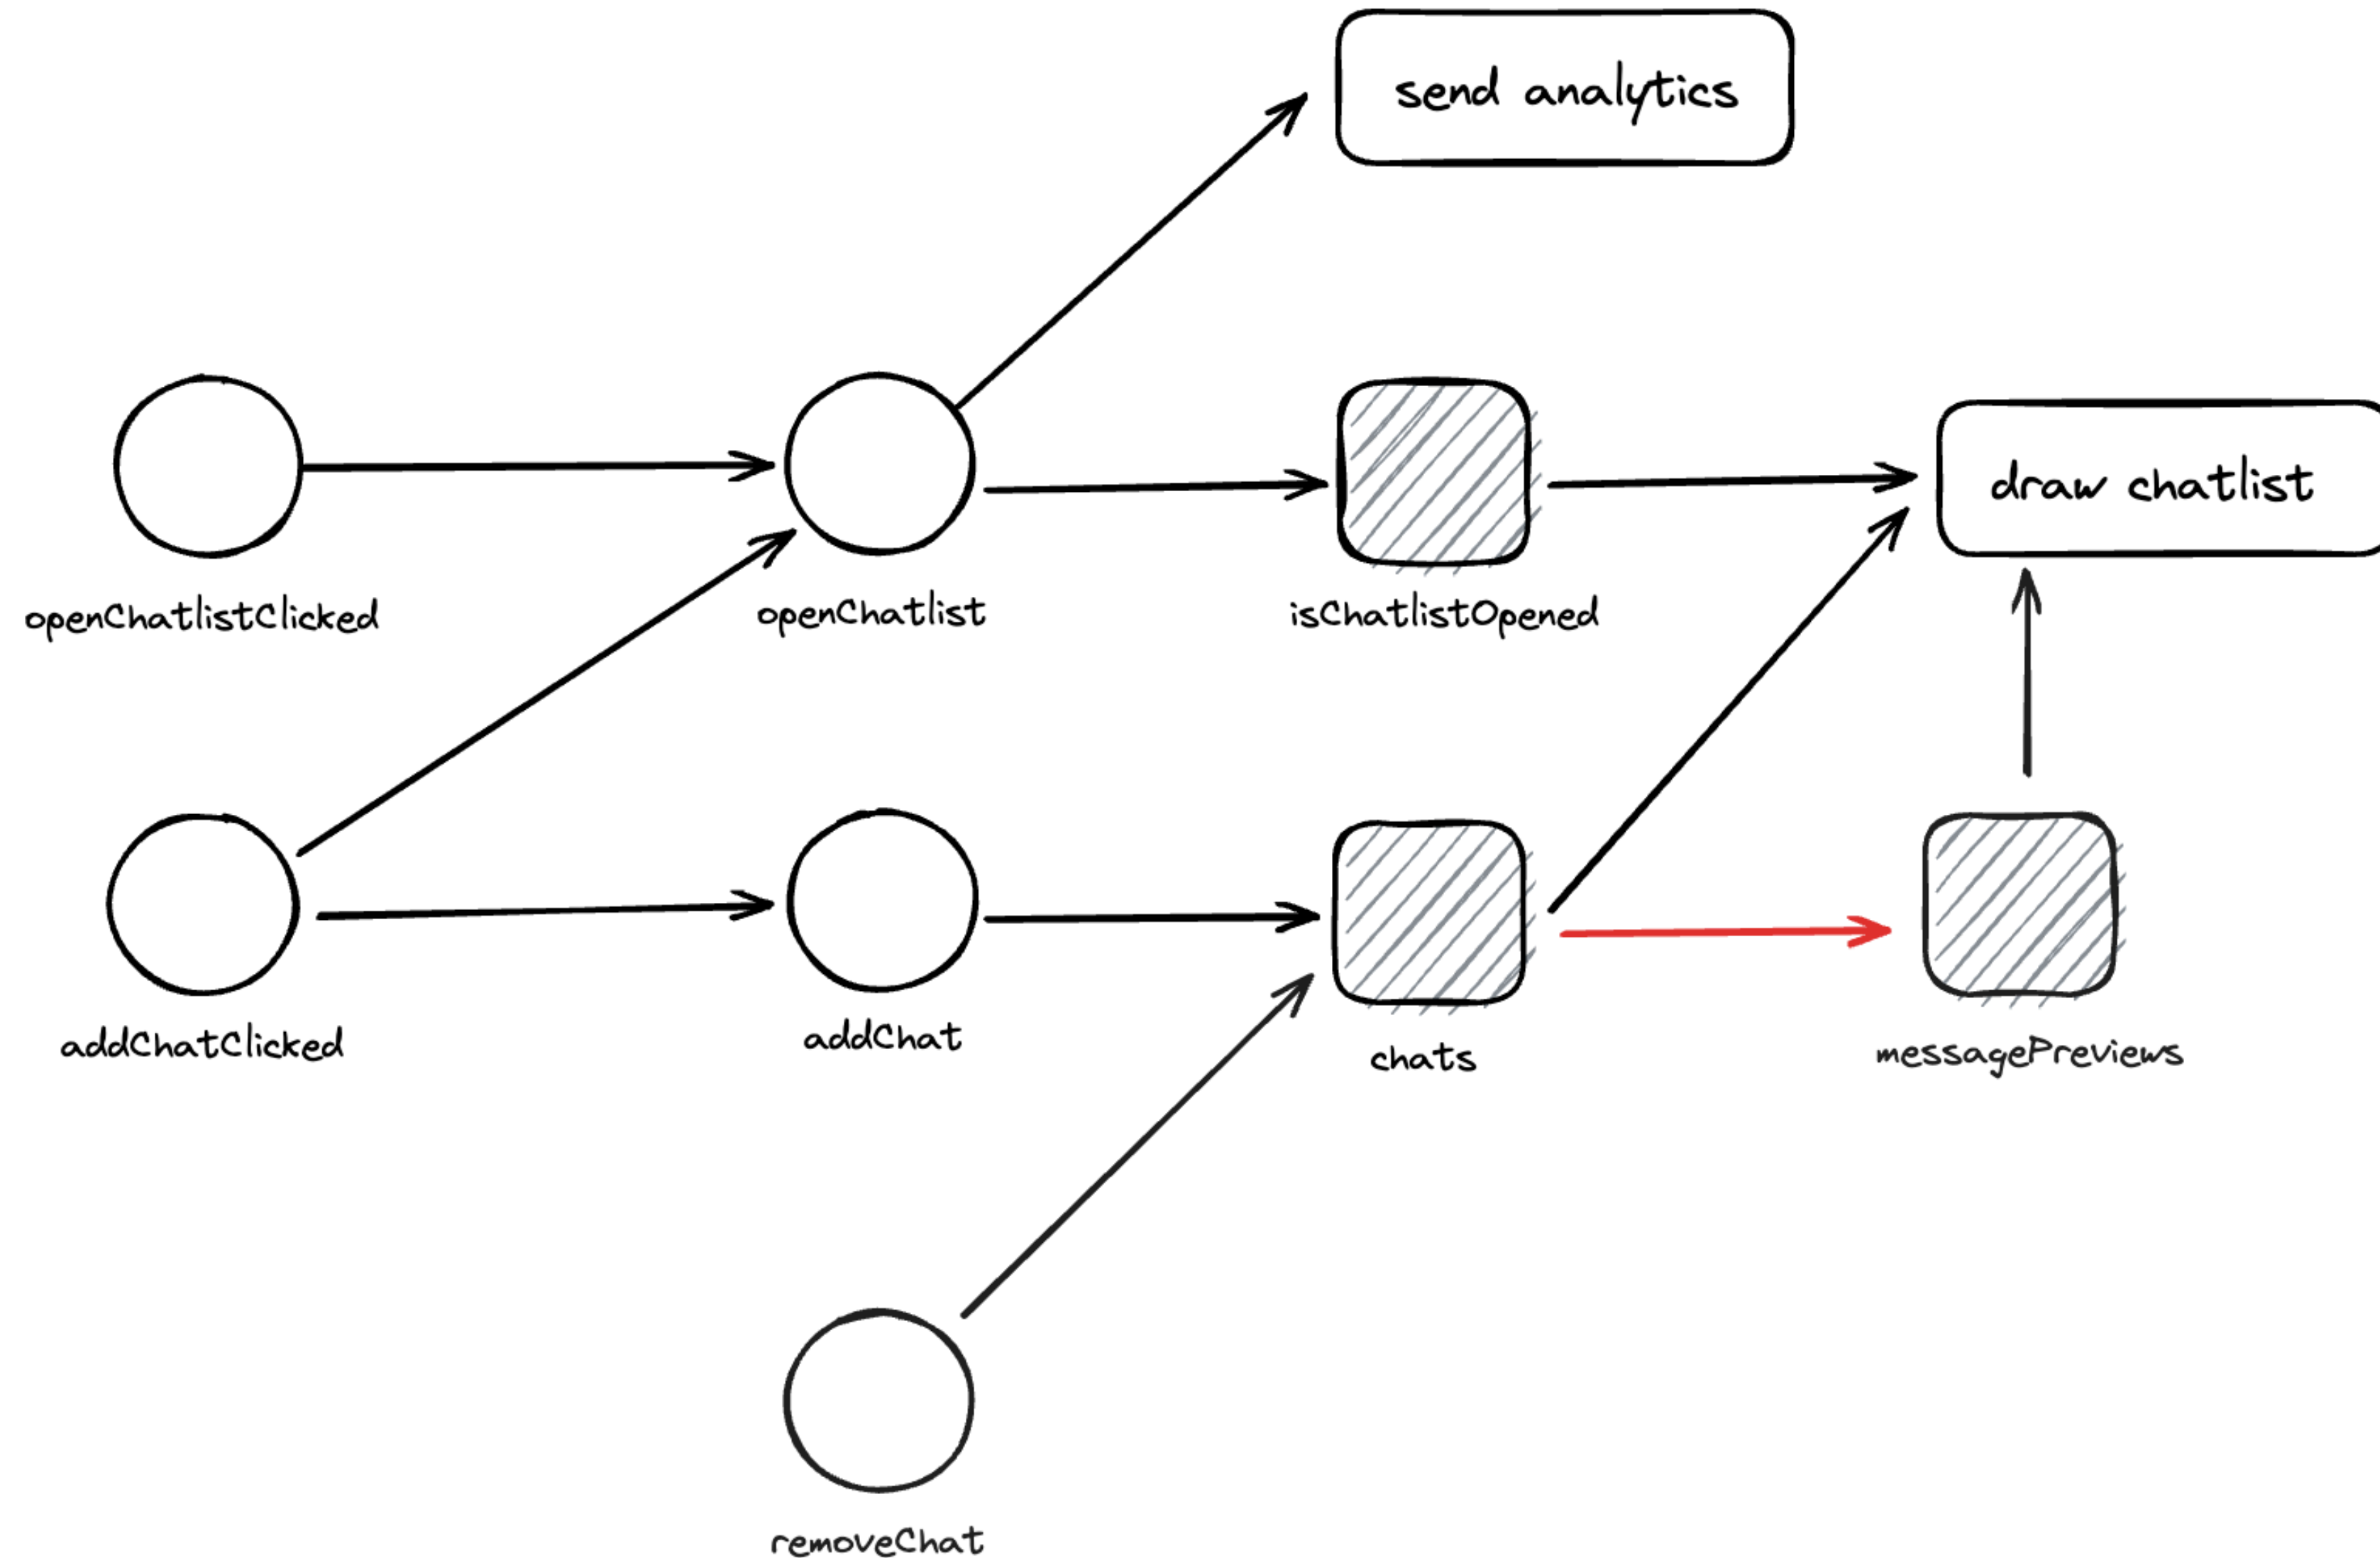 send analytics
draw chatlist
openChatlistClicked
openChatlist
isChatlistOpened
addChatClicked
addChat
chats
messagePreviews
removeChat